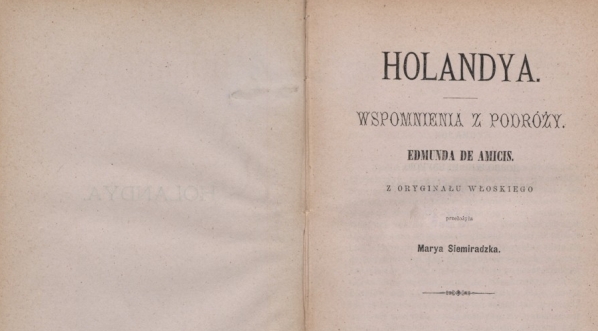 HOLANDYA.
WSPOMNIENIA Z PODRÓŻY.
EDMUNDA DE AMICIS.
Z ORYGINAŁU WŁOSKIEGO
przełożyła
Marya Siemiradzka.